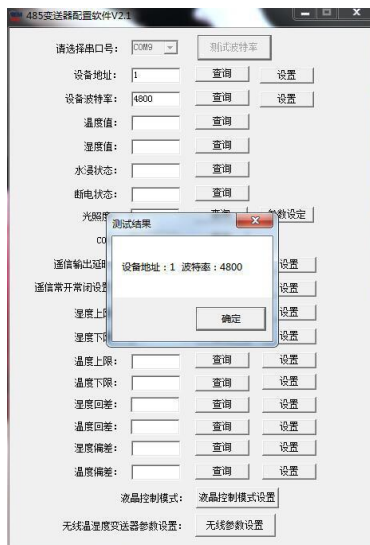 485变送器配置软件V2.1
请选择串口号： COM9 测试波特率
设备地址： 1 查询 设置
设备波特率： 4800 查询 设置
温度值： 查询
湿度值： 查询
水浸状态： 查询
断电状态： 查询
光照度 查询 参数设定
测试结果
CO
设备地址：1 波特率：4800
遥信输出延时 设置
遥信常开常闭设置 设置
湿度上限 设置
确定
湿度下限 设置
温度上限： 查询 设置
温度下限： 查询 设置
湿度回差： 查询 设置
温度回差： 查询 设置
湿度偏差： 查询 设置
温度偏差： 查询 设置
液晶控制模式： 液晶控制模式设置
无线温湿度变送器参数设置： 无线参数设置